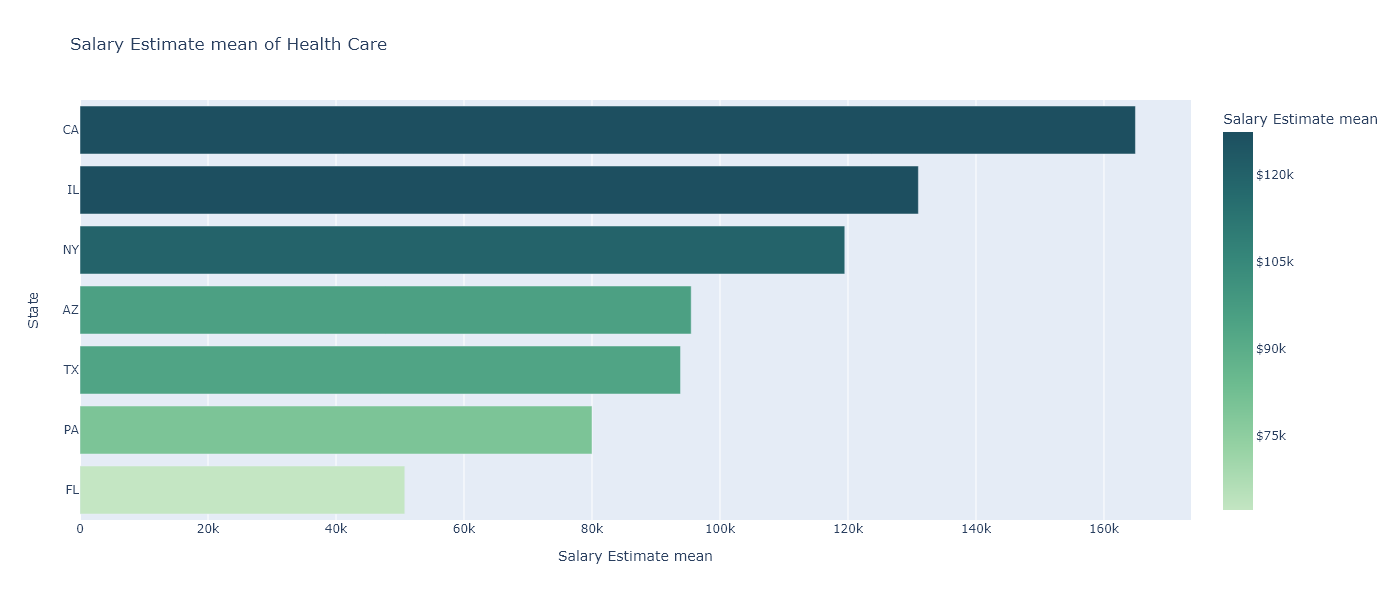 Salary Estimate mean of Health Care
State
CA
IL
NY
AZ
TX
PA
FL
0 20k 40k 60k 80k 100k 120k 140k 160k
Salary Estimate mean
Salary Estimate mean
$120k
$105k
$90k
$75k